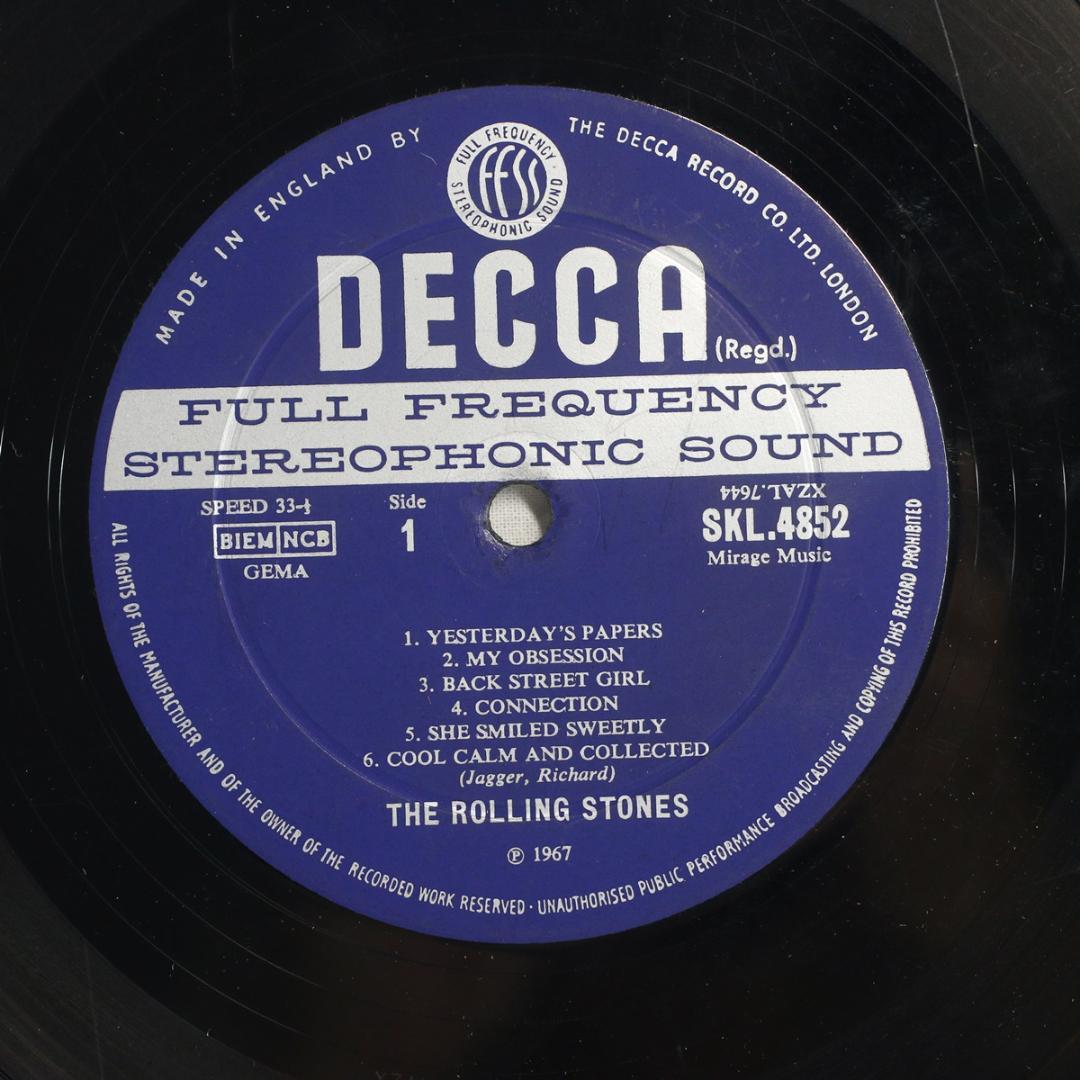 MADE IN ENGLAND BY
THE DECCA RECORD CO. LTD. LONDON
FULL FREQUENCY · STEREOPHONIC SOUND
FFSS
DECCA (Regd.)
FULL FREQUENCY
STEREOPHONIC SOUND
SPEED 33-⅓
BIEM NCB
GEMA
Side
1
XZAL.7644
SKL.4852
Mirage Music
1. YESTERDAY'S PAPERS
2. MY OBSESSION
3. BACK STREET GIRL
4. CONNECTION
5. SHE SMILED SWEETLY
6. COOL CALM AND COLLECTED
(Jagger, Richard)
THE ROLLING STONES
℗ 1967
ALL RIGHTS OF THE MANUFACTURER AND OF THE OWNER OF THE RECORDED WORK RESERVED · UNAUTHORISED PUBLIC PERFORMANCE BROADCASTING AND COPYING OF THIS RECORD PROHIBITED